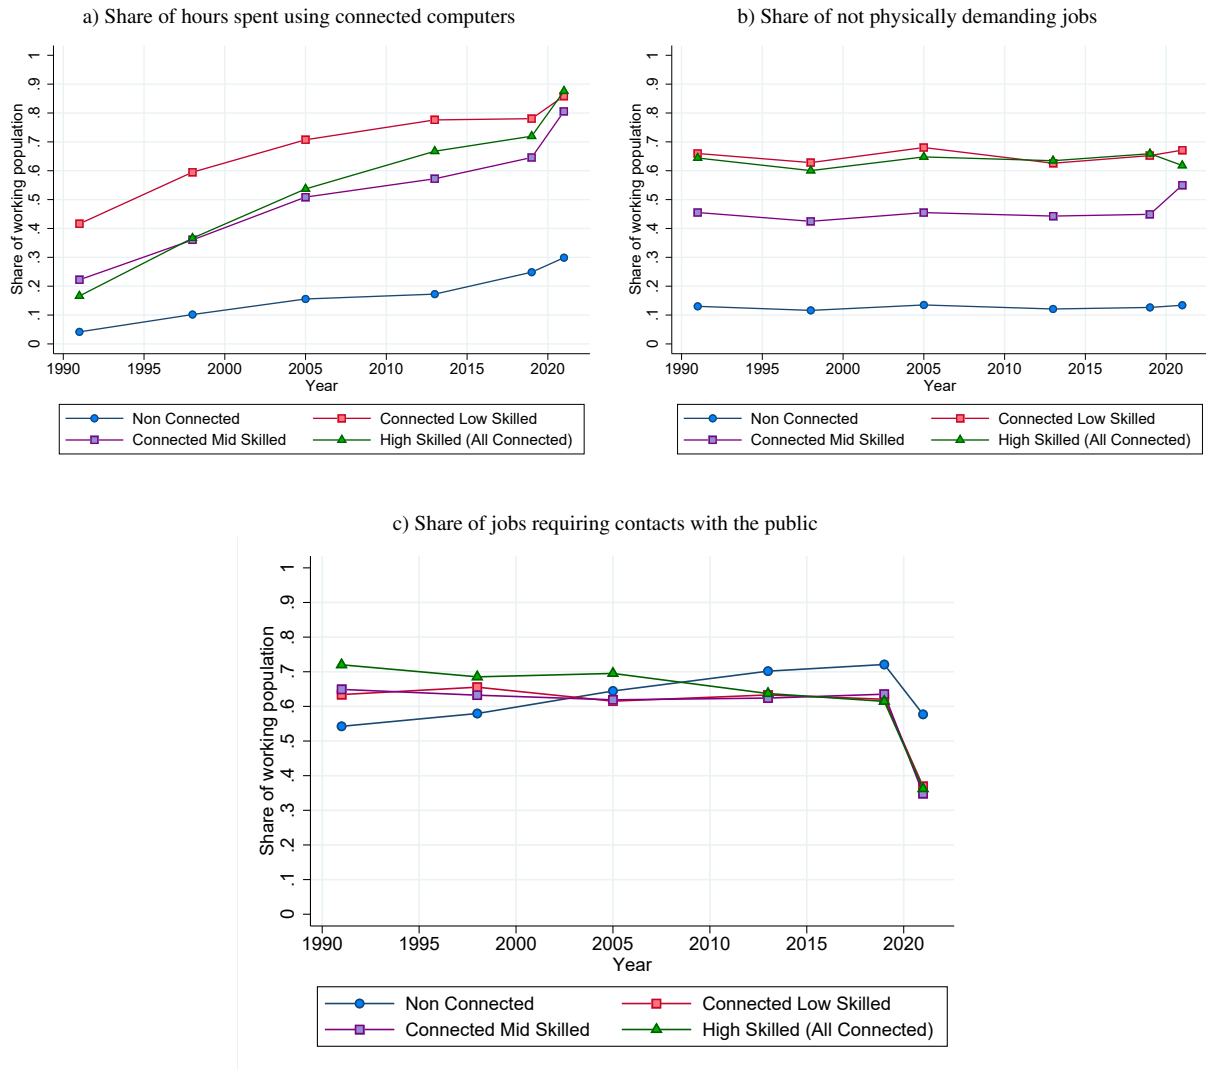 a) Share of hours spent using connected computers
Share of working population
1
.9
.8
.7
.6
.5
.4
.3
.2
.1
0
1990 1995 2000 2005 2010 2015 2020
Year
Non Connected Connected Low Skilled
Connected Mid Skilled High Skilled (All Connected)
b) Share of not physically demanding jobs
Share of working population
1
.9
.8
.7
.6
.5
.4
.3
.2
.1
0
1990 1995 2000 2005 2010 2015 2020
Year
Non Connected Connected Low Skilled
Connected Mid Skilled High Skilled (All Connected)
c) Share of jobs requiring contacts with the public
Share of working population
1
.9
.8
.7
.6
.5
.4
.3
.2
.1
0
1990 1995 2000 2005 2010 2015 2020
Year
Non Connected Connected Low Skilled
Connected Mid Skilled High Skilled (All Connected)